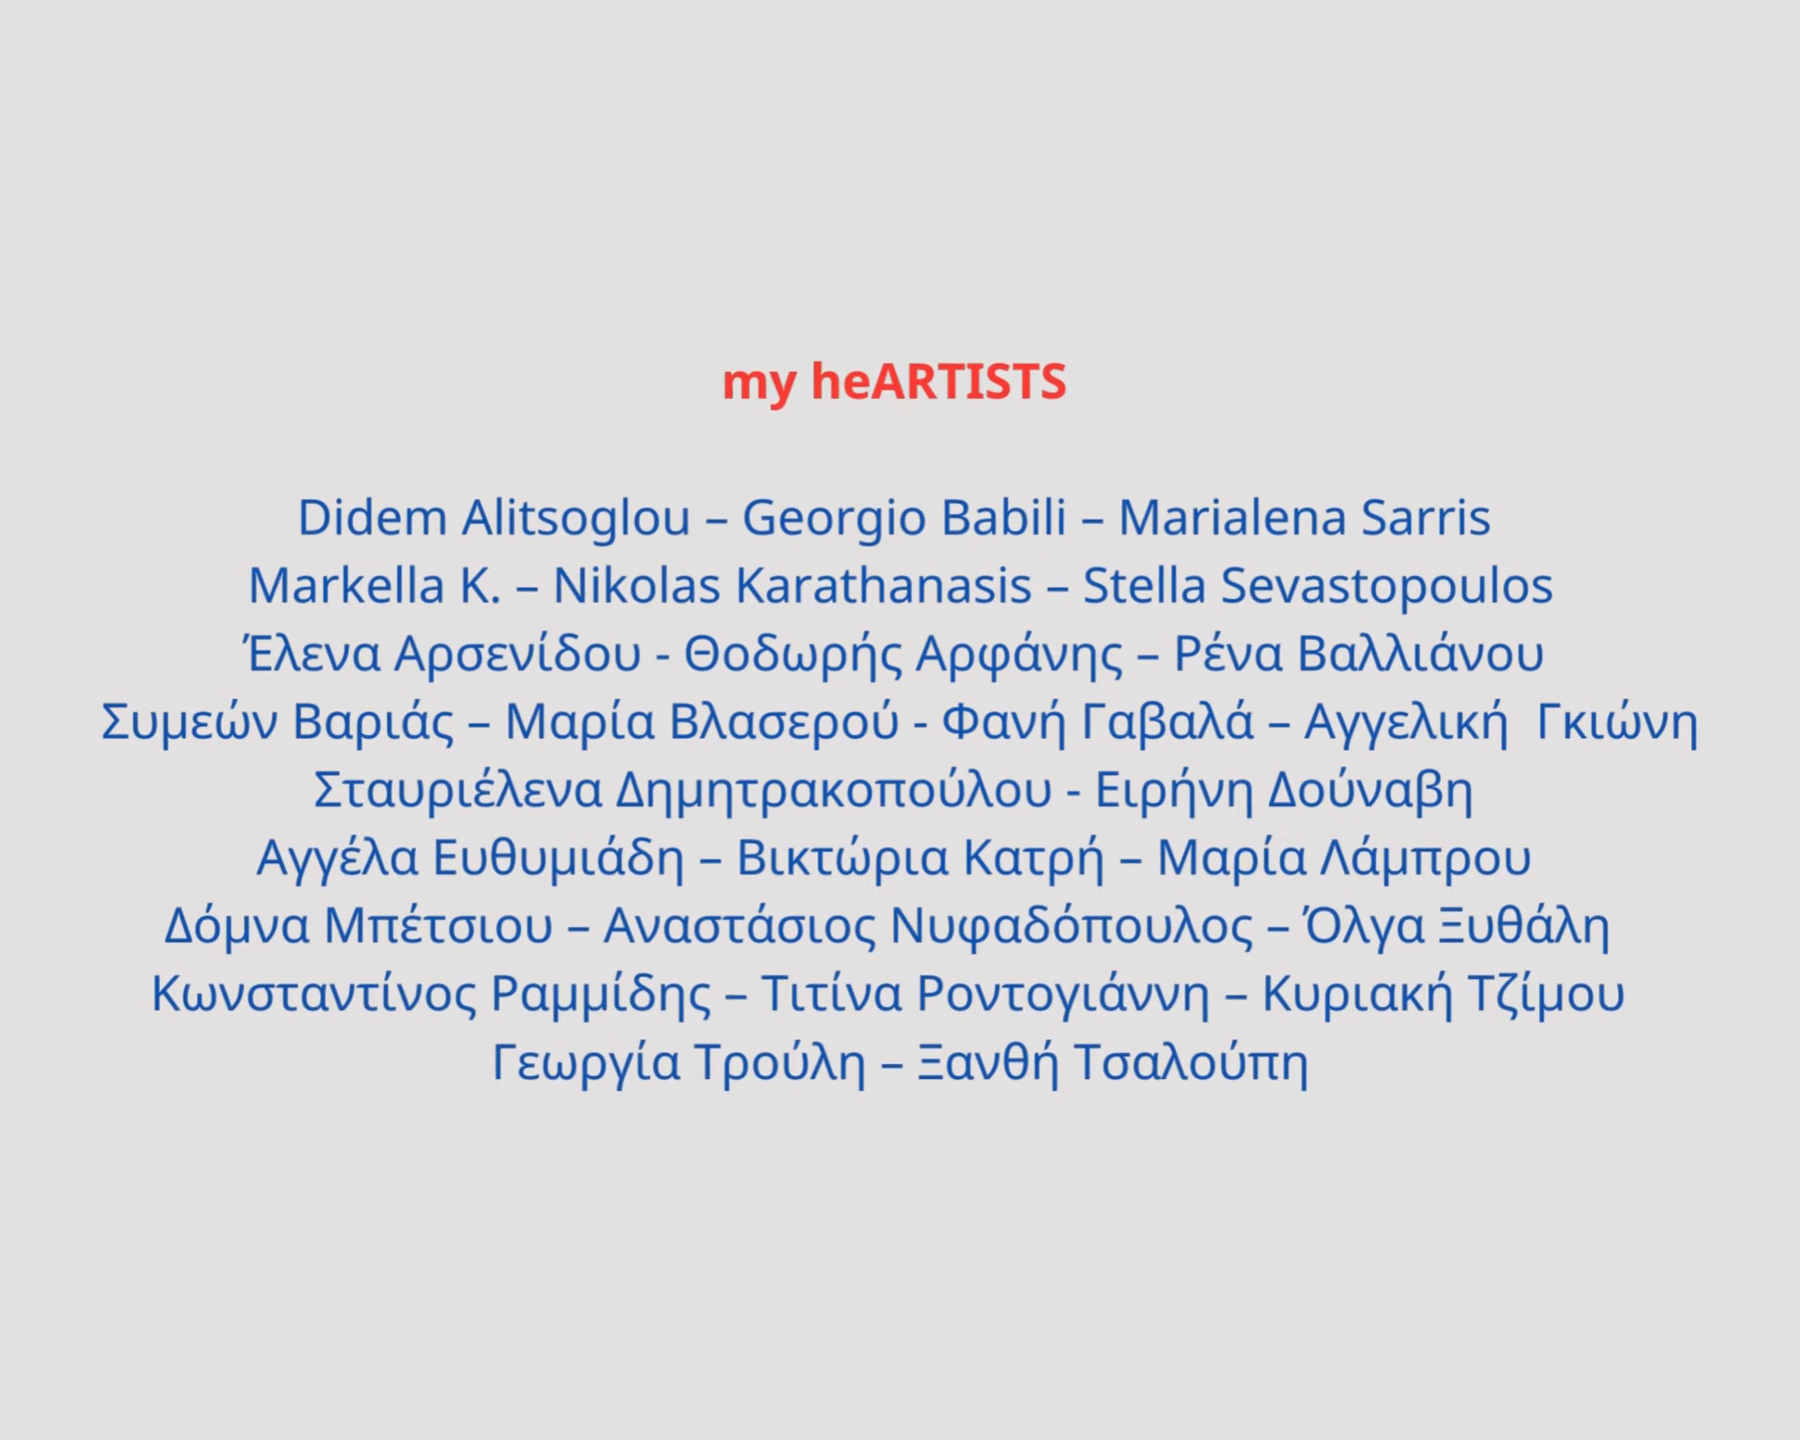 my heARTISTS
Didem Alitsoglou – Georgio Babili – Marialena Sarris
Markella K. – Nikolas Karathanasis – Stella Sevastopoulos
Έλενα Αρσενίδου - Θοδωρής Αρφάνης – Ρένα Βαλλιάνου
Συμεών Βαριάς – Μαρία Βλασερού - Φανή Γαβαλά – Αγγελική  Γκιώνη
Σταυριέλενα Δημητρακοπούλου - Ειρήνη Δούναβη
Αγγέλα Ευθυμιάδη – Βικτώρια Κατρή – Μαρία Λάμπρου
Δόμνα Μπέτσιου – Αναστάσιος Νυφαδόπουλος – Όλγα Ξυθάλη
Κωνσταντίνος Ραμμίδης – Τιτίνα Ροντογιάννη – Κυριακή Τζίμου
Γεωργία Τρούλη – Ξανθή Τσαλούπη